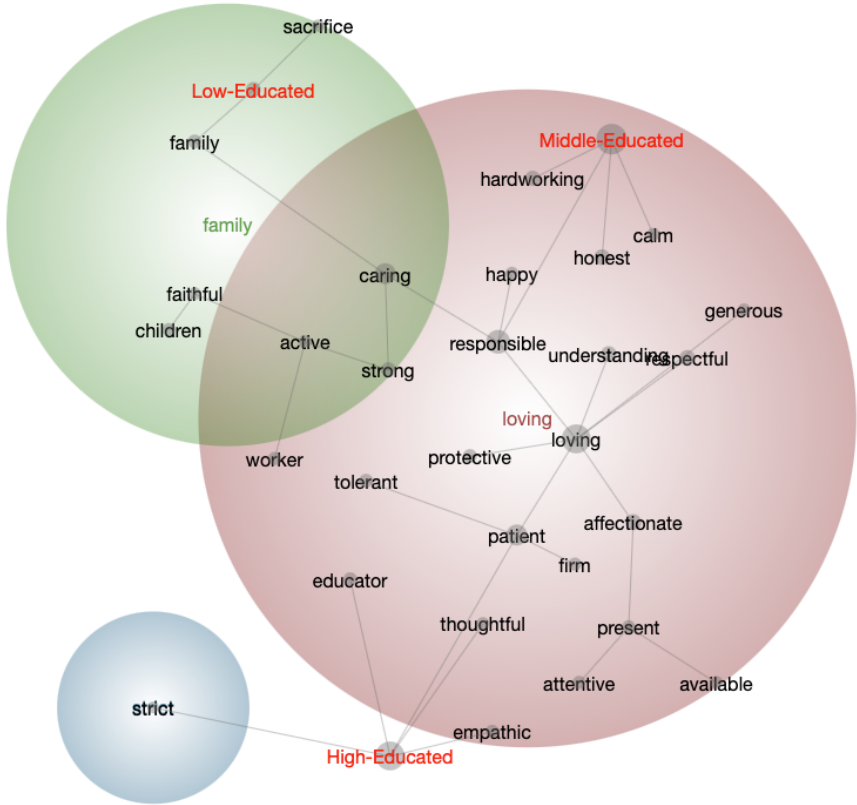 sacrifice
Low-Educated
family
Middle-Educated
hardworking
family
calm
honest
caring
happy
faithful
generous
children
active
responsible
understanding
respectful
strong
loving
loving
worker
protective
tolerant
affectionate
patient
firm
educator
thoughtful
present
attentive
available
strict
empathic
High-Educated